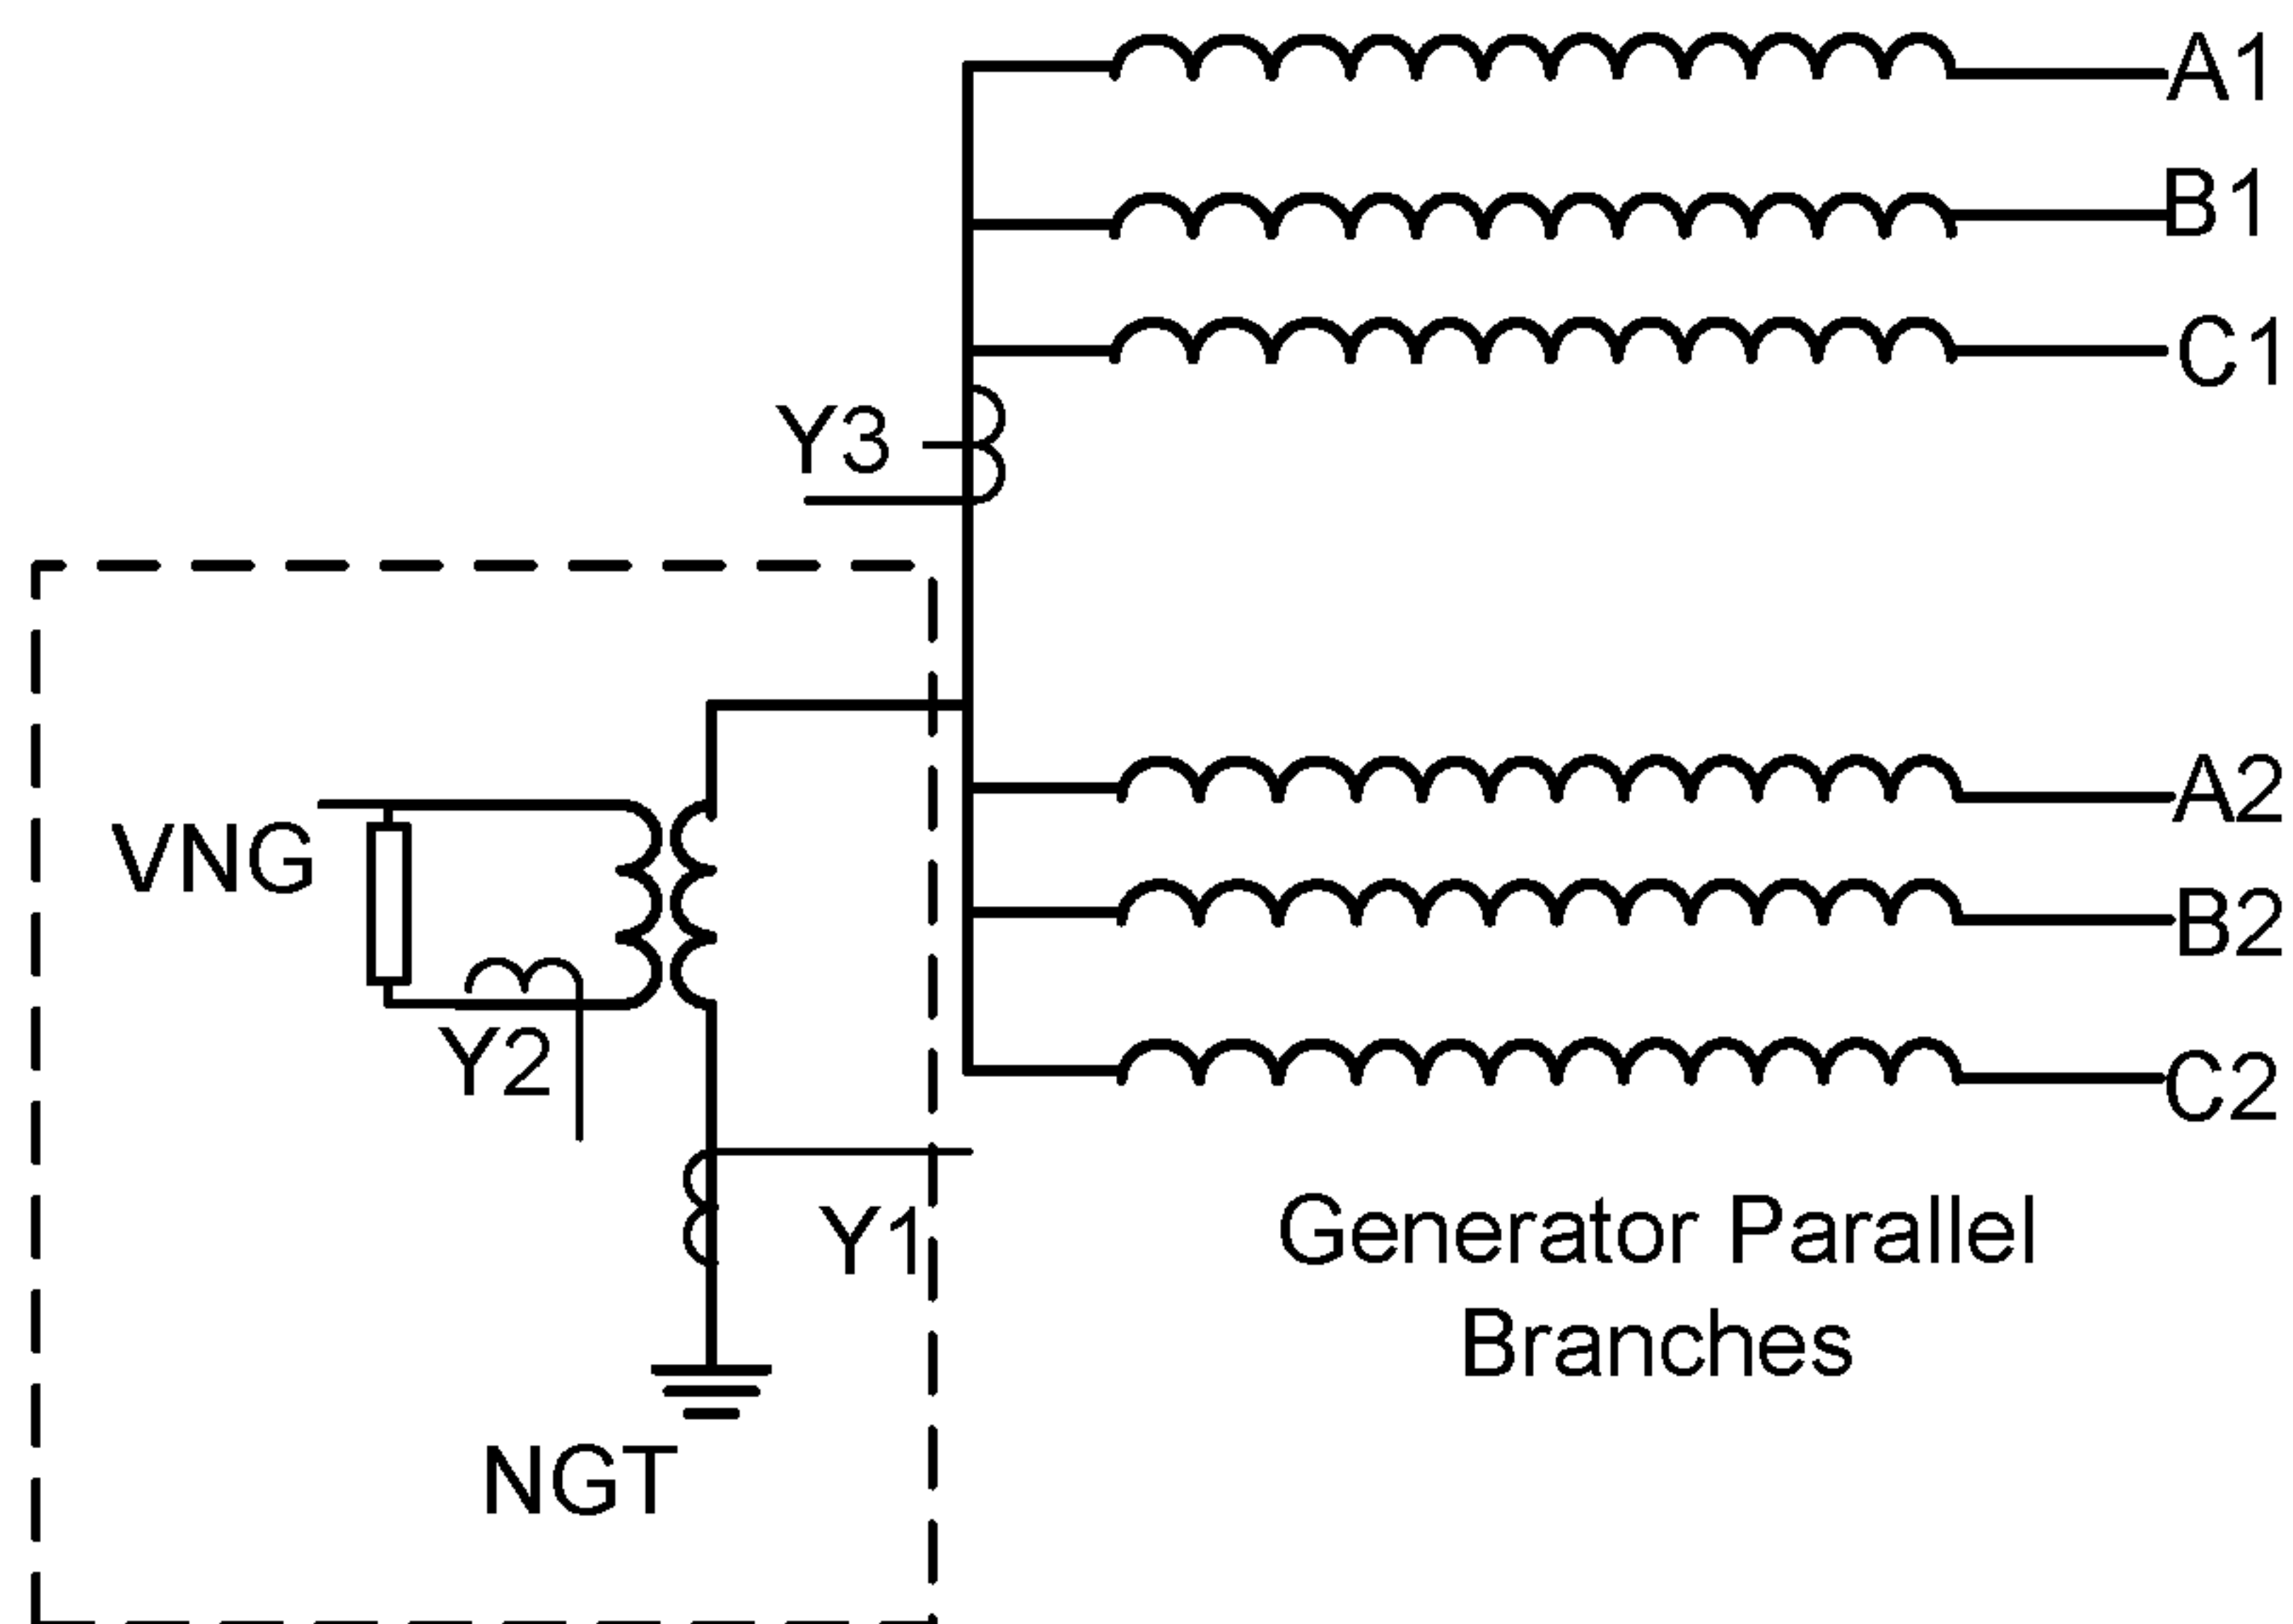 A1
B1
C1
Y3
A2
VNG
B2
Y2
C2
Y1
Generator Parallel
Branches
NGT